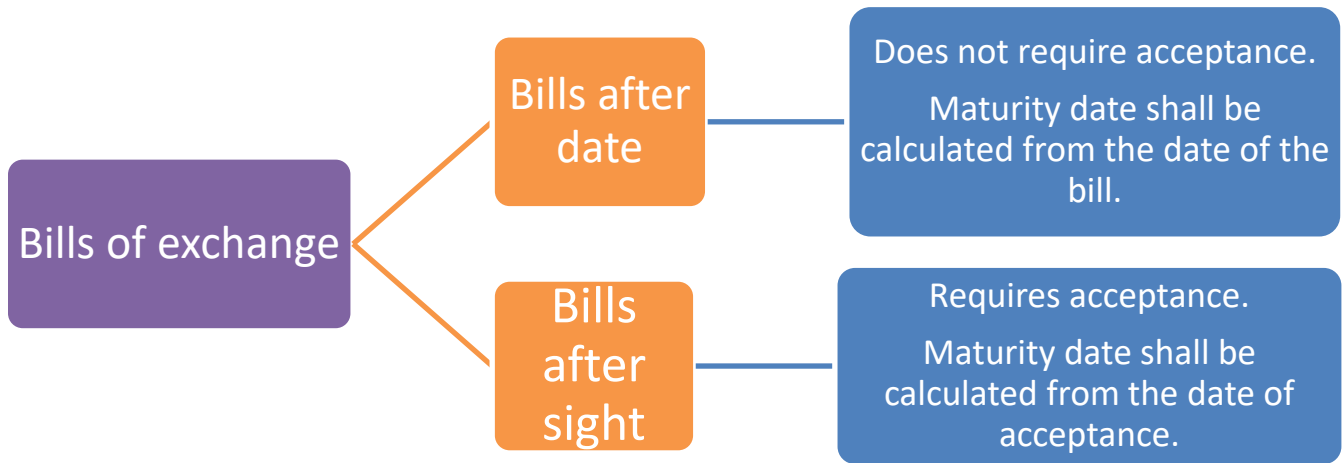 Bills of exchange
Bills after
date
Does not require acceptance.
Maturity date shall be
calculated from the date of the
bill.
Bills
after
sight
Requires acceptance.
Maturity date shall be
calculated from the date of
acceptance.